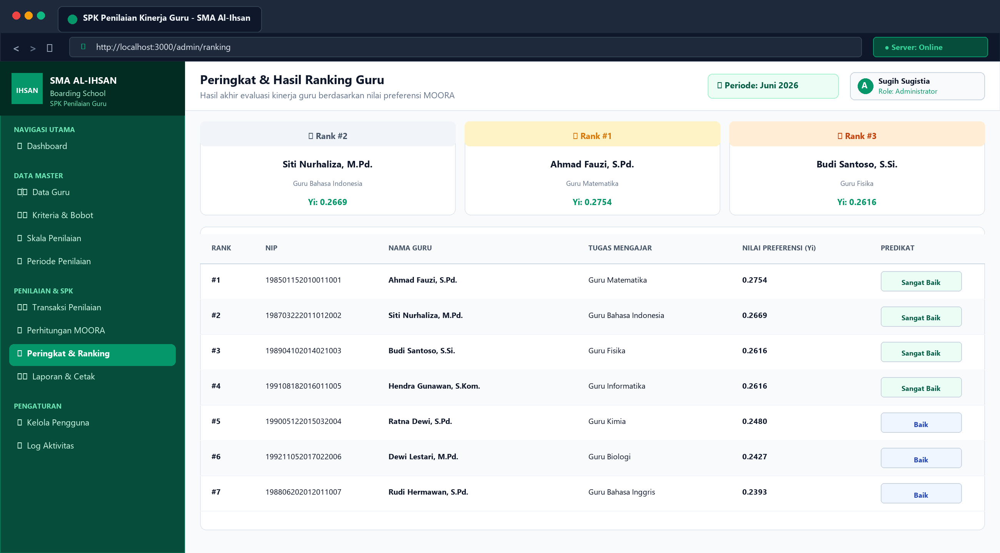 SPK Penilaian Kinerja Guru - SMA Al-Ihsan
http://localhost:3000/admin/ranking
● Server: Online
IHSAN
SMA AL-IHSAN
Boarding School
SPK Penilaian Guru
NAVIGASI UTAMA
Dashboard
DATA MASTER
Data Guru
Kriteria & Bobot
Skala Penilaian
Periode Penilaian
PENILAIAN & SPK
Transaksi Penilaian
Perhitungan MOORA
Peringkat & Ranking
Laporan & Cetak
PENGATURAN
Kelola Pengguna
Log Aktivitas
Peringkat & Hasil Ranking Guru
Hasil akhir evaluasi kinerja guru berdasarkan nilai preferensi MOORA
Periode: Juni 2026
A
Sugih Sugistia
Role: Administrator
Rank #2
Siti Nurhaliza, M.Pd.
Guru Bahasa Indonesia
Yi: 0.2669
Rank #1
Ahmad Fauzi, S.Pd.
Guru Matematika
Yi: 0.2754
Rank #3
Budi Santoso, S.Si.
Guru Fisika
Yi: 0.2616
RANK NIP NAMA GURU TUGAS MENGAJAR NILAI PREFERENSI (Yi) PREDIKAT
#1 198501152010011001 Ahmad Fauzi, S.Pd. Guru Matematika 0.2754 Sangat Baik
#2 198703222011012002 Siti Nurhaliza, M.Pd. Guru Bahasa Indonesia 0.2669 Sangat Baik
#3 198904102014021003 Budi Santoso, S.Si. Guru Fisika 0.2616 Sangat Baik
#4 199108182016011005 Hendra Gunawan, S.Kom. Guru Informatika 0.2616 Sangat Baik
#5 199005122015032004 Ratna Dewi, S.Pd. Guru Kimia 0.2480 Baik
#6 199211052017022006 Dewi Lestari, M.Pd. Guru Biologi 0.2427 Baik
#7 198806202012011007 Rudi Hermawan, S.Pd. Guru Bahasa Inggris 0.2393 Baik